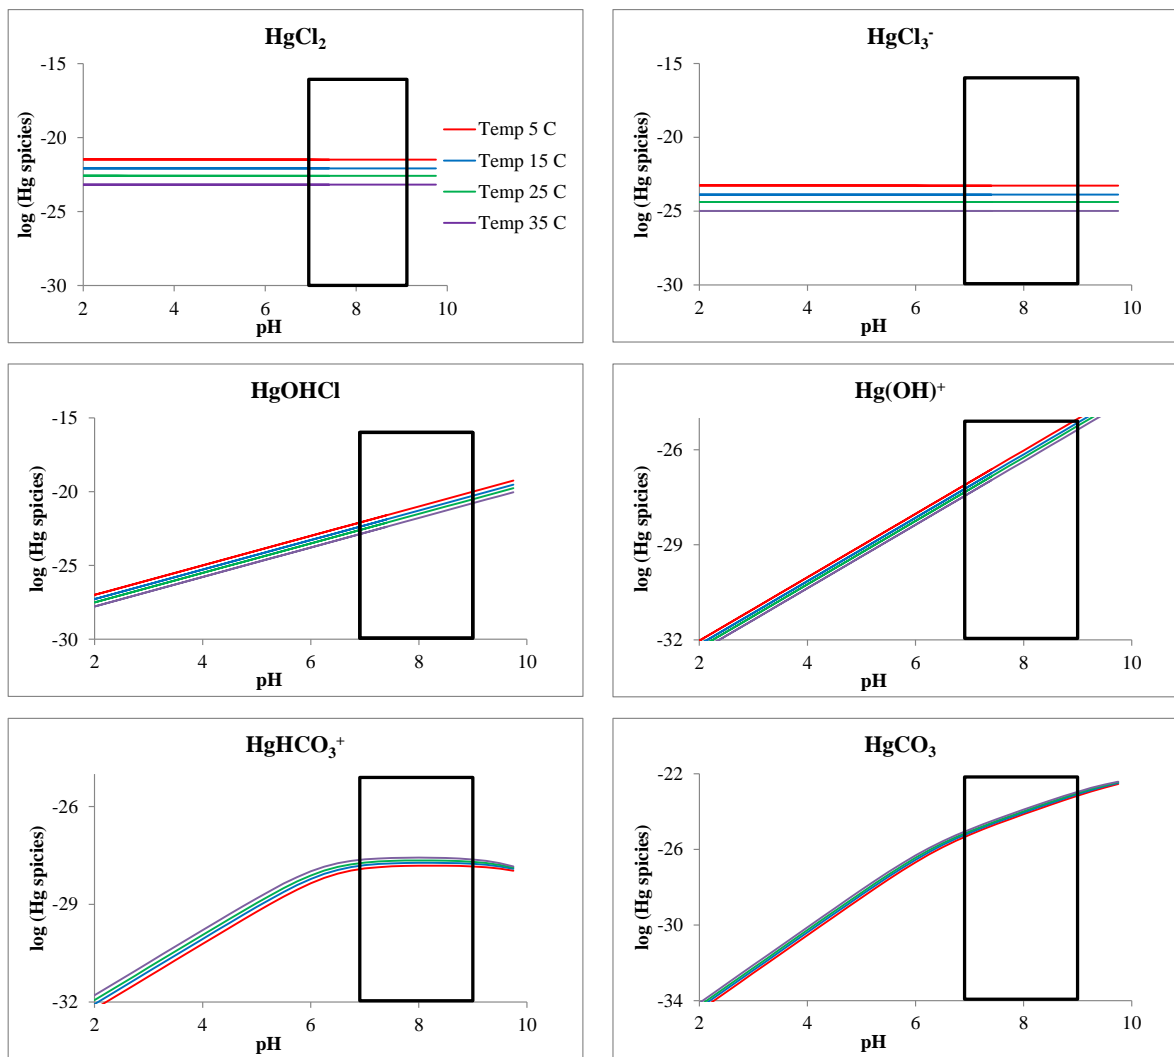 HgCl₂
log (Hg spicies)
-15
-20
-25
-30
2 4 6 8 10
pH
Temp 5 C
Temp 15 C
Temp 25 C
Temp 35 C
HgCl₃⁻
log (Hg spicies)
-15
-20
-25
-30
2 4 6 8 10
pH
HgOHCl
log (Hg spicies)
-15
-20
-25
-30
2 4 6 8 10
pH
Hg(OH)⁺
log (Hg spicies)
-26
-29
-32
2 4 6 8 10
pH
HgHCO₃⁺
log (Hg spicies)
-26
-29
-32
2 4 6 8 10
pH
HgCO₃
log (Hg spicies)
-22
-26
-30
-34
2 4 6 8 10
pH